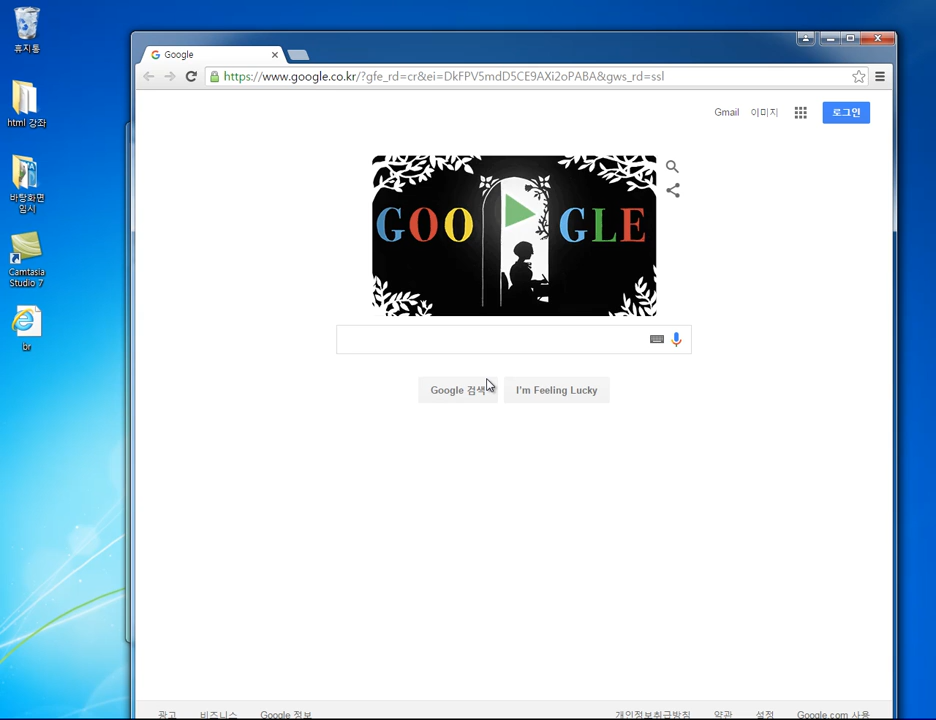 휴지통
html 강좌
바탕화면
임시
Camtasia
Studio 7
br
Google
https://www.google.co.kr/?gfe_rd=cr&ei=DkFPV5mdD5CE9AXi2oPABA&gws_rd=ssl
Gmail 이미지 로그인
GOOGLE
Google 검색 I'm Feeling Lucky
광고 비즈니스 Google 정보 개인정보취급방침 약관 설정 Google.com 사용